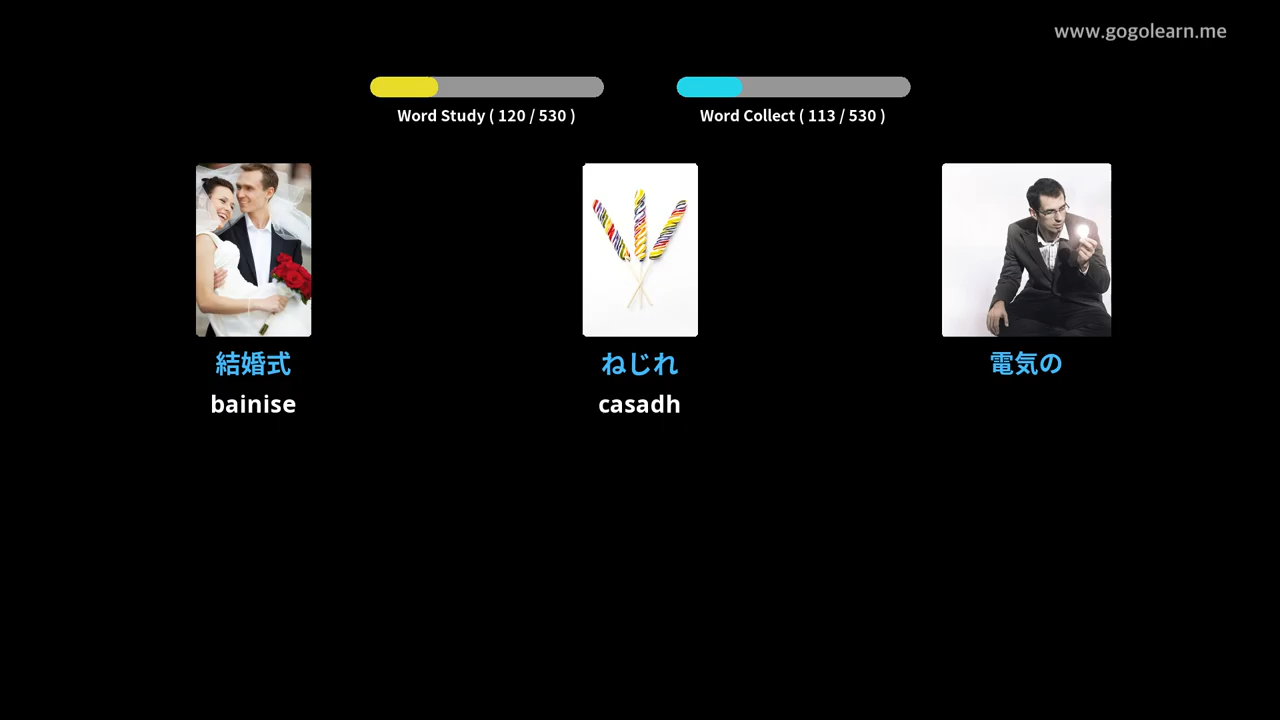 www.gogolearn.me
Word Study ( 120 / 530 )
Word Collect ( 113 / 530 )
結婚式
ねじれ
電気の
bainise
casadh